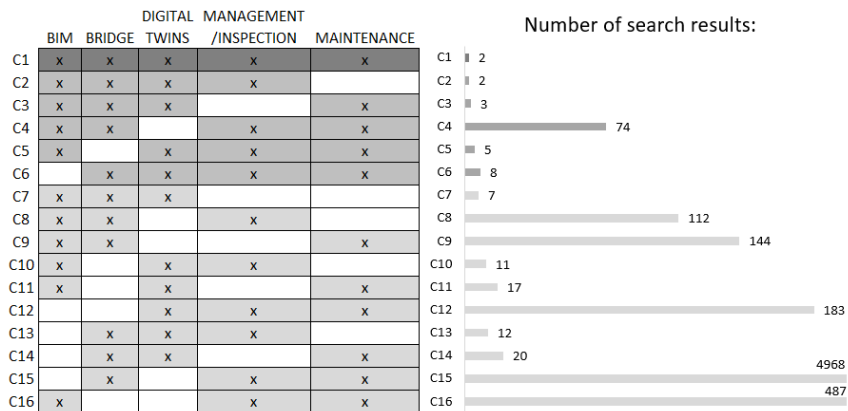 DIGITAL MANAGEMENT
BIM BRIDGE TWINS /INSPECTION MAINTENANCE
C1 x x x x x
C2 x x x x
C3 x x x x
C4 x x x x
C5 x x x x
C6 x x x x
C7 x x x
C8 x x x
C9 x x x
C10 x x x
C11 x x x
C12 x x x
C13 x x x
C14 x x x
C15 x x x
C16 x x x
Number of search results:
C1 2
C2 2
C3 3
C4 74
C5 5
C6 8
C7 7
C8 112
C9 144
C10 11
C11 17
C12 183
C13 12
C14 20
4968
C15
487
C16